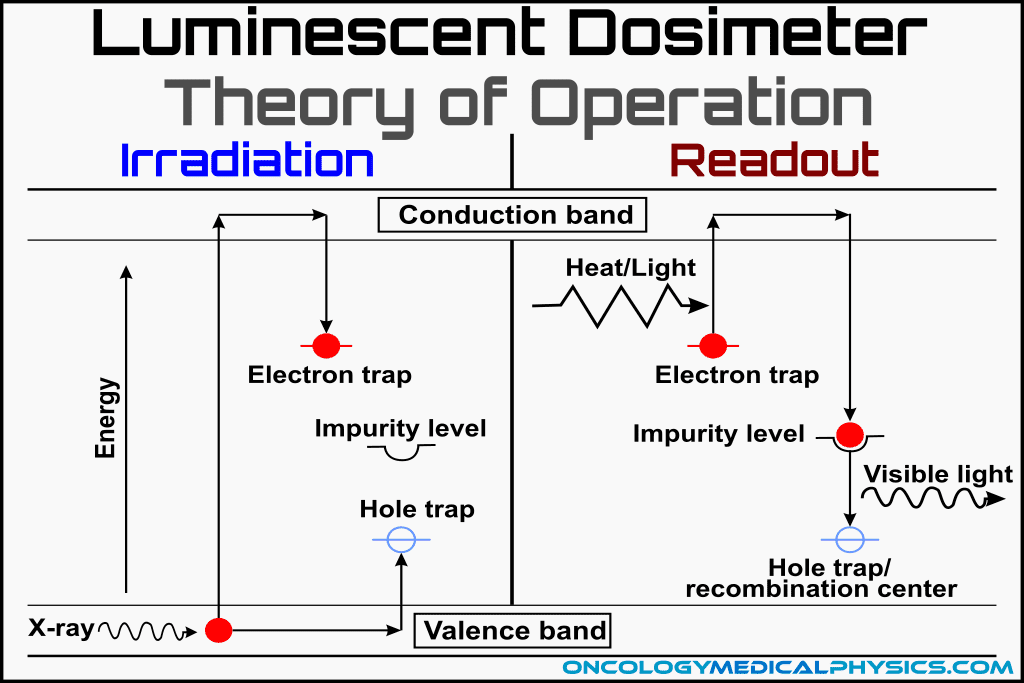 Luminescent Dosimeter
Theory of Operation
Irradiation
Readout
Conduction band
Heat/Light
Electron trap
Electron trap
Energy
Impurity level
Impurity level
Visible light
Hole trap
Hole trap/
recombination center
X-ray
Valence band
OncologyMedicalPhysics.com